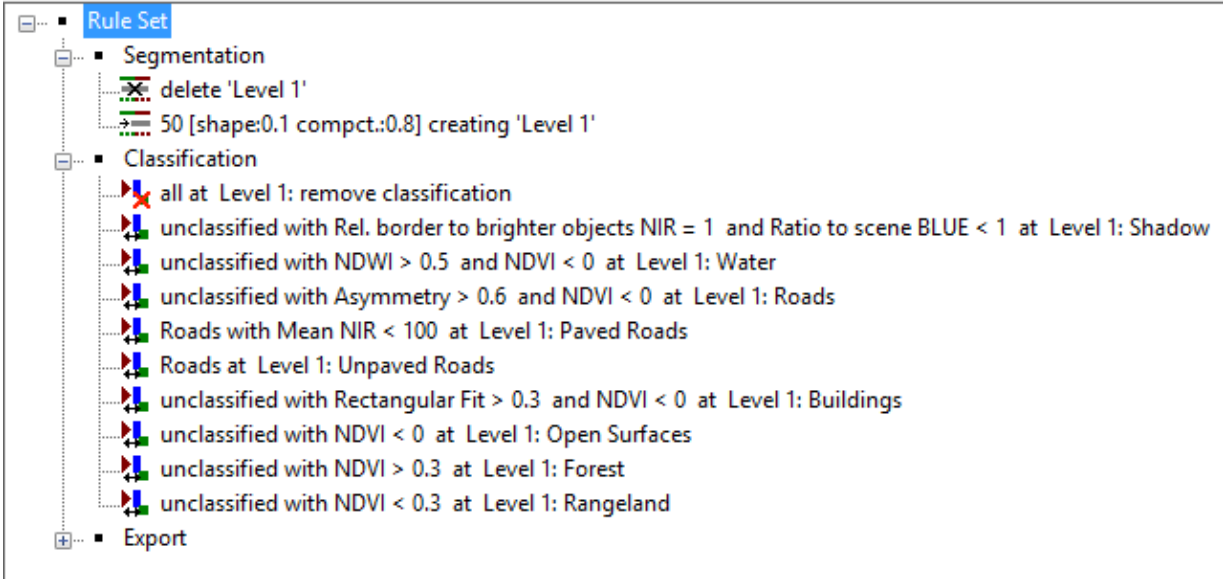 Rule Set
Segmentation
delete 'Level 1'
50 [shape:0.1 compct.:0.8] creating 'Level 1'
Classification
all at  Level 1: remove classification
unclassified with Rel. border to brighter objects NIR = 1  and Ratio to scene BLUE < 1  at  Level 1: Shadow
unclassified with NDWI > 0.5  and NDVI < 0  at  Level 1: Water
unclassified with Asymmetry > 0.6  and NDVI < 0  at  Level 1: Roads
Roads with Mean NIR < 100  at  Level 1: Paved Roads
Roads at  Level 1: Unpaved Roads
unclassified with Rectangular Fit > 0.3  and NDVI < 0  at  Level 1: Buildings
unclassified with NDVI < 0  at  Level 1: Open Surfaces
unclassified with NDVI > 0.3  at  Level 1: Forest
unclassified with NDVI < 0.3  at  Level 1: Rangeland
Export